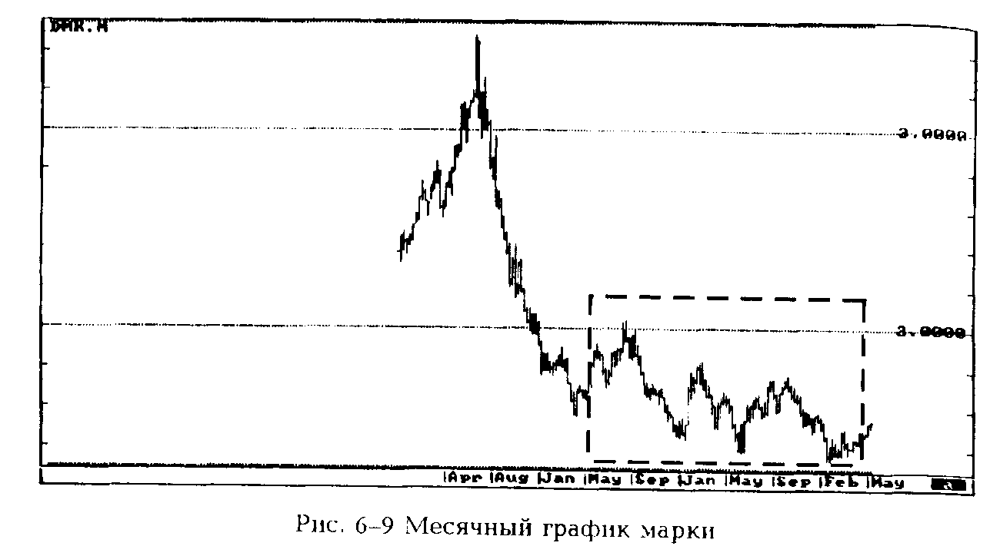 DMK.M
3.0000
3.0000
|Apr |Aug |Jan |May |Sep |Jan |May |Sep |Feb |May
Рис. 6–9 Месячный график марки